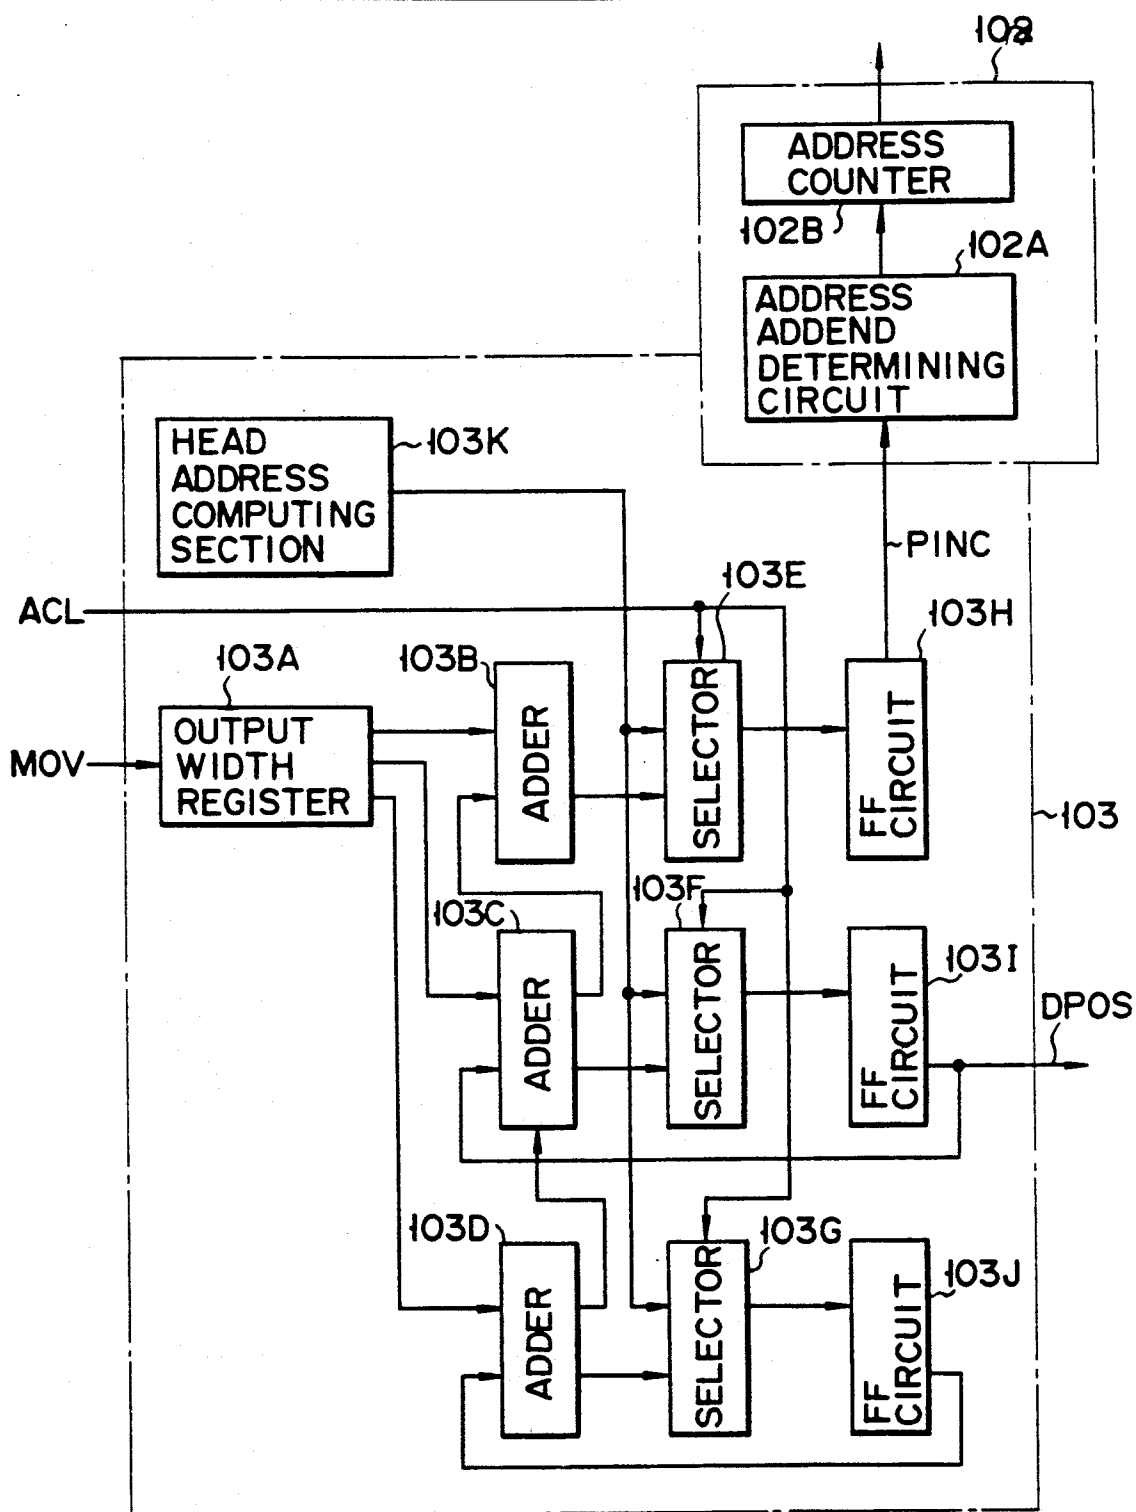 102
ADDRESS
COUNTER
102B
102A
ADDRESS
ADDEND
DETERMINING
CIRCUIT
HEAD
ADDRESS
COMPUTING
SECTION
103K
PINC
ACL
103E
103H
103A
103B
OUTPUT
WIDTH
REGISTER
MOV
ADDER
SELECTOR
FF
CIRCUIT
103
103C
103F
103I
ADDER
SELECTOR
FF
CIRCUIT
DPOS
103D
103G
103J
ADDER
SELECTOR
FF
CIRCUIT